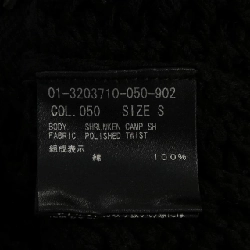 01-3203710-050-902
COL.050 SIZE S
BODY SHRUNKEN CAMP SH
FABRIC POLISHED TWIST
組成表示
綿 100%